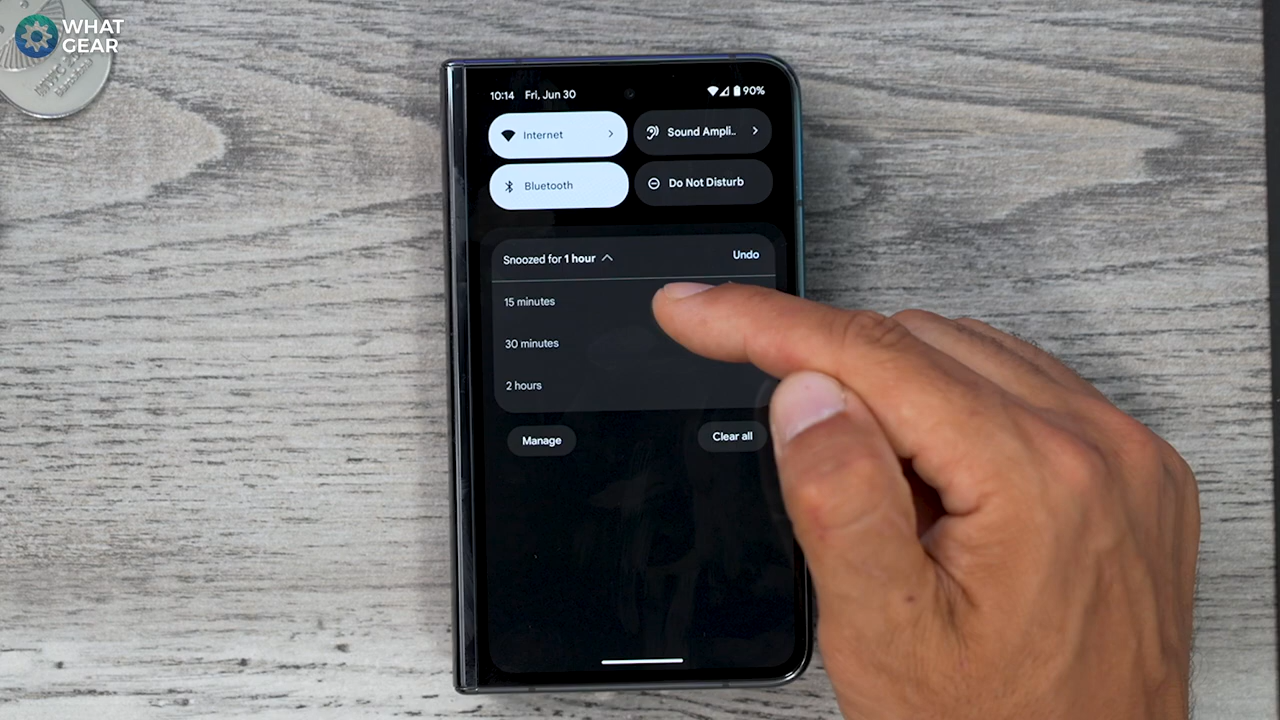 WHAT
GEAR
10:14 Fri, Jun 30 90%
Internet
Sound Ampli..
Bluetooth
Do Not Disturb
Snoozed for 1 hour
Undo
15 minutes
30 minutes
2 hours
Manage
Clear all